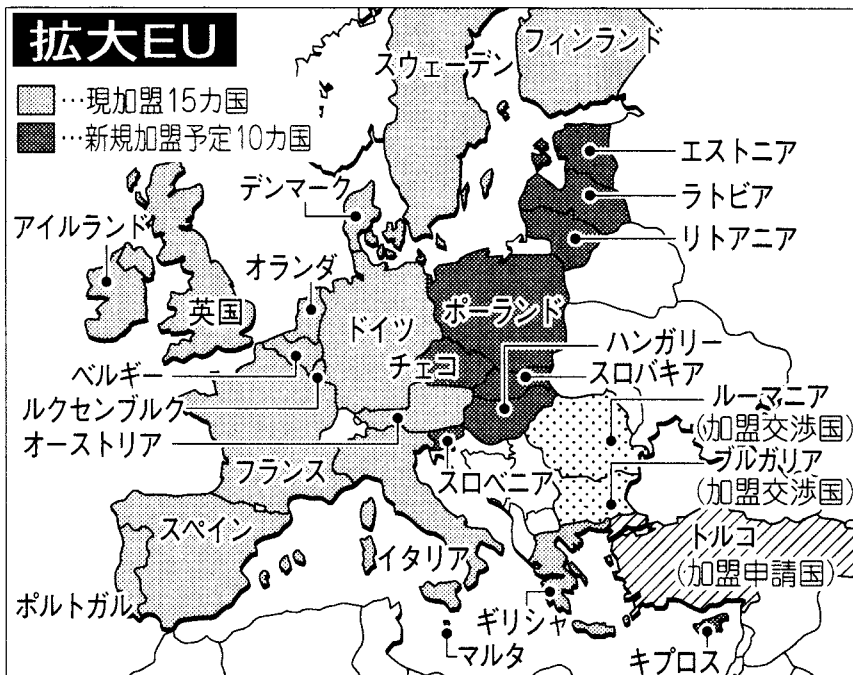 拡大EU
…現加盟15カ国
…新規加盟予定10カ国
フィンランド
スウェーデン
エストニア
デンマーク
ラトビア
アイルランド
リトアニア
オランダ
英国
ポーランド
ドイツ
ハンガリー
チェコ
スロバキア
ベルギー
ルクセンブルク
ルーマニア
(加盟交渉国)
オーストリア
フランス
スロベニア
ブルガリア
(加盟交渉国)
スペイン
トルコ
(加盟申請国)
イタリア
ポルトガル
ギリシャ
マルタ
キプロス